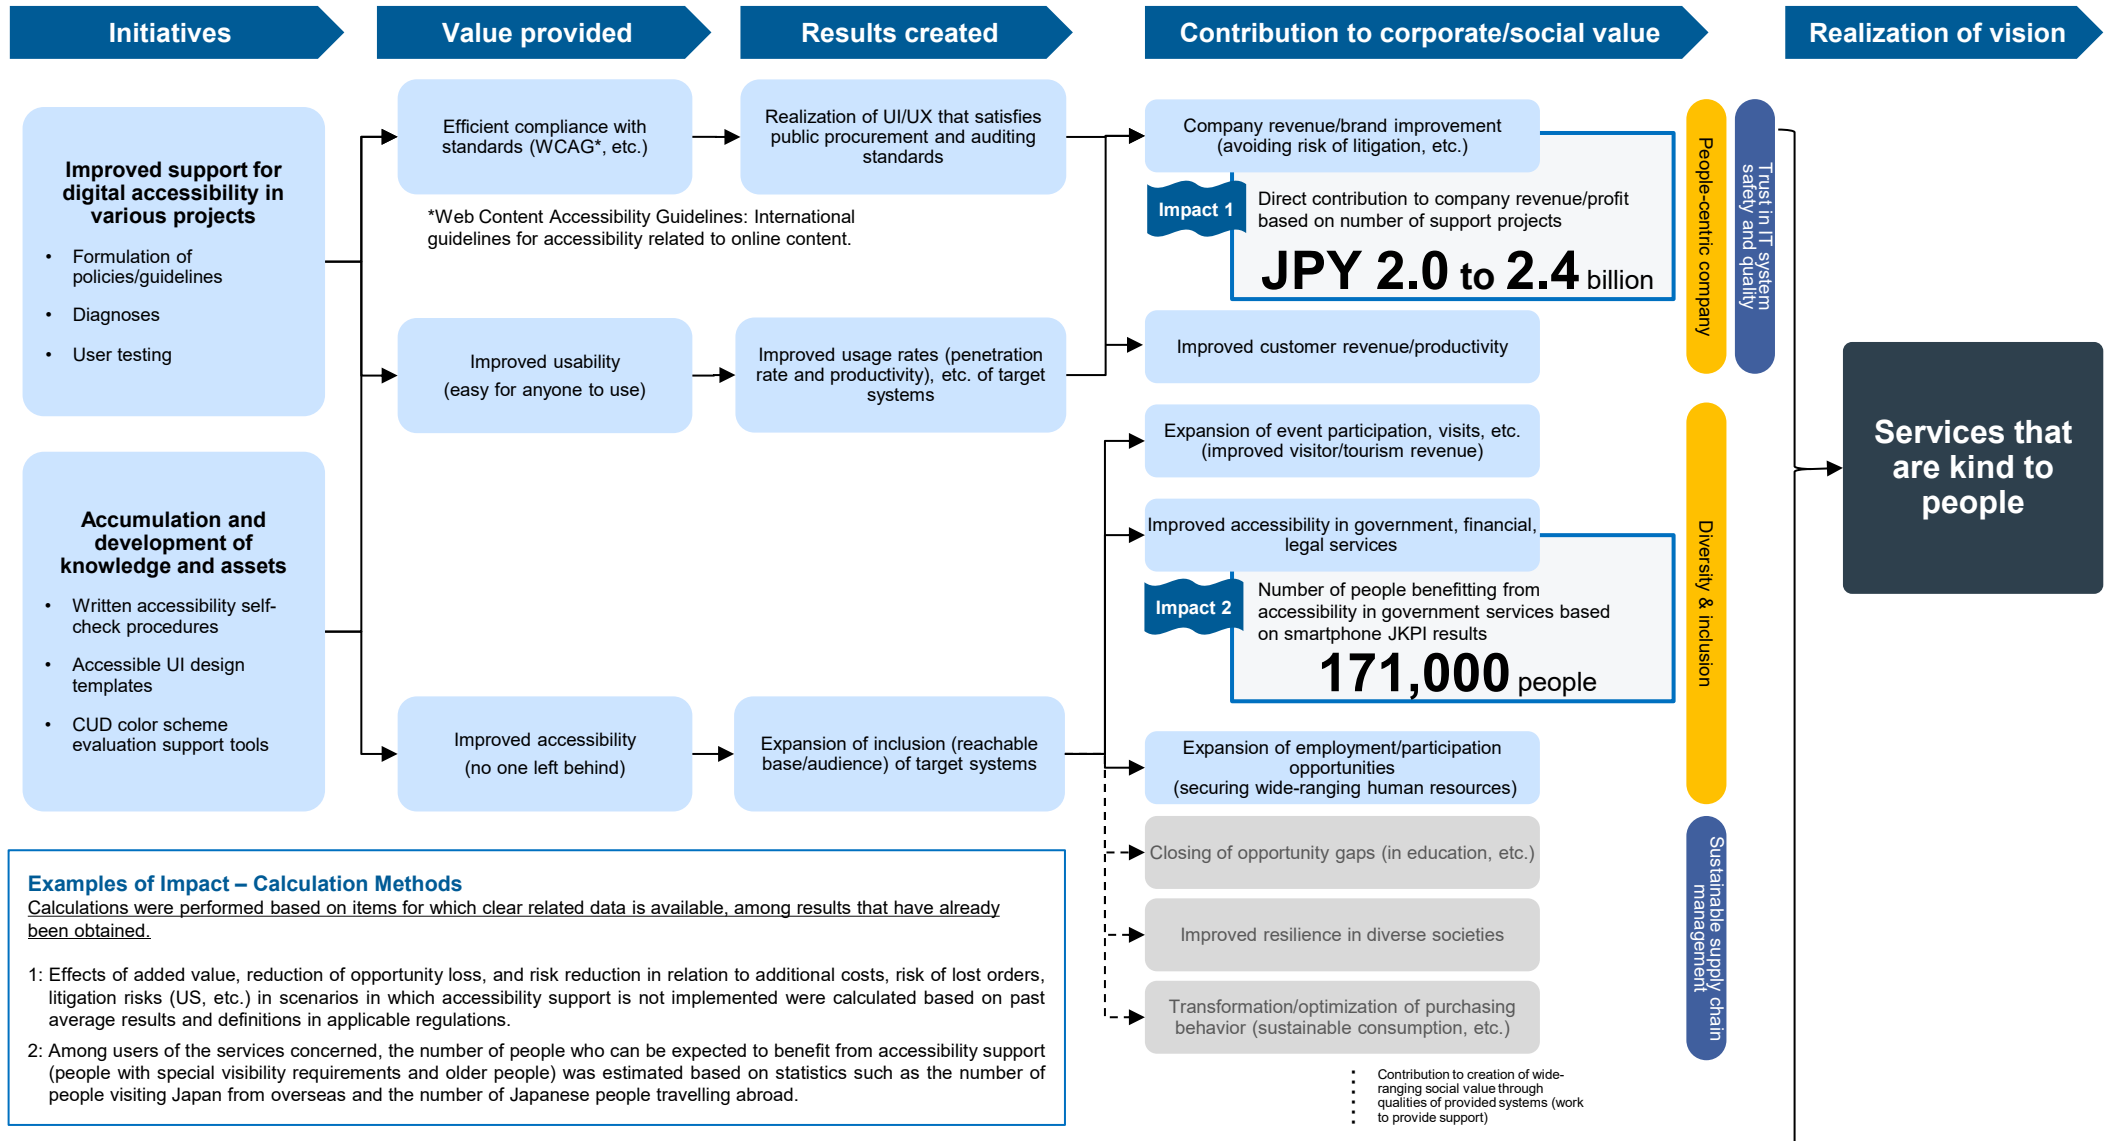 Initiatives
Value provided
Results created
Contribution to corporate/social value
Realization of vision
Improved support for
digital accessibility in
various projects
• Formulation of
policies/guidelines
• Diagnoses
• User testing
Accumulation and
development of
knowledge and assets
• Written accessibility self-
check procedures
• Accessible UI design
templates
• CUD color scheme
evaluation support tools
Efficient compliance with
standards (WCAG*, etc.)
*Web Content Accessibility Guidelines: International
guidelines for accessibility related to online content.
Improved usability
(easy for anyone to use)
Improved accessibility
(no one left behind)
Realization of UI/UX that satisfies
public procurement and auditing
standards
Improved usage rates (penetration
rate and productivity), etc. of target
systems
Expansion of inclusion (reachable
base/audience) of target systems
Company revenue/brand improvement
(avoiding risk of litigation, etc.)
Impact 1
Direct contribution to company revenue/profit
based on number of support projects
JPY 2.0 to 2.4 billion
Improved customer revenue/productivity
Expansion of event participation, visits, etc.
(improved visitor/tourism revenue)
Improved accessibility in government, financial,
legal services
Impact 2
Number of people benefitting from
accessibility in government services based
on smartphone JKPI results
171,000 people
Expansion of employment/participation
opportunities
(securing wide-ranging human resources)
Closing of opportunity gaps (in education, etc.)
Improved resilience in diverse societies
Transformation/optimization of purchasing
behavior (sustainable consumption, etc.)
Contribution to creation of wide-
ranging social value through
qualities of provided systems (work
to provide support)
People-centric company
Trust in IT system
safety and quality
Diversity & inclusion
Sustainable supply chain
management
Services that
are kind to
people
Examples of Impact – Calculation Methods
Calculations were performed based on items for which clear related data is available, among results that have already
been obtained.
1: Effects of added value, reduction of opportunity loss, and risk reduction in relation to additional costs, risk of lost orders,
litigation risks (US, etc.) in scenarios in which accessibility support is not implemented were calculated based on past
average results and definitions in applicable regulations.
2: Among users of the services concerned, the number of people who can be expected to benefit from accessibility support
(people with special visibility requirements and older people) was estimated based on statistics such as the number of
people visiting Japan from overseas and the number of Japanese people travelling abroad.